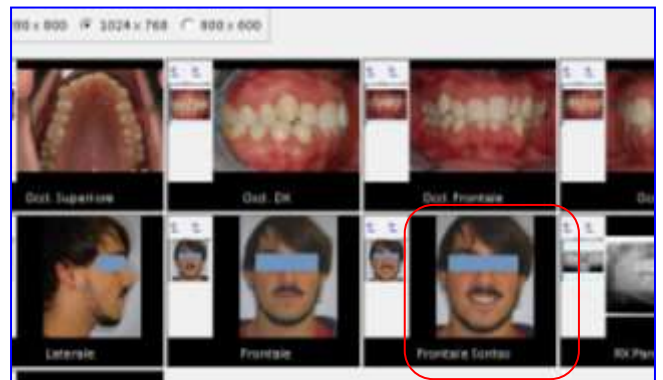 1024 x 768 800 x 600
Occl. Superiore Occl. DX Occl. Frontale
Laterale Frontale Frontale Sorriso RX Pan